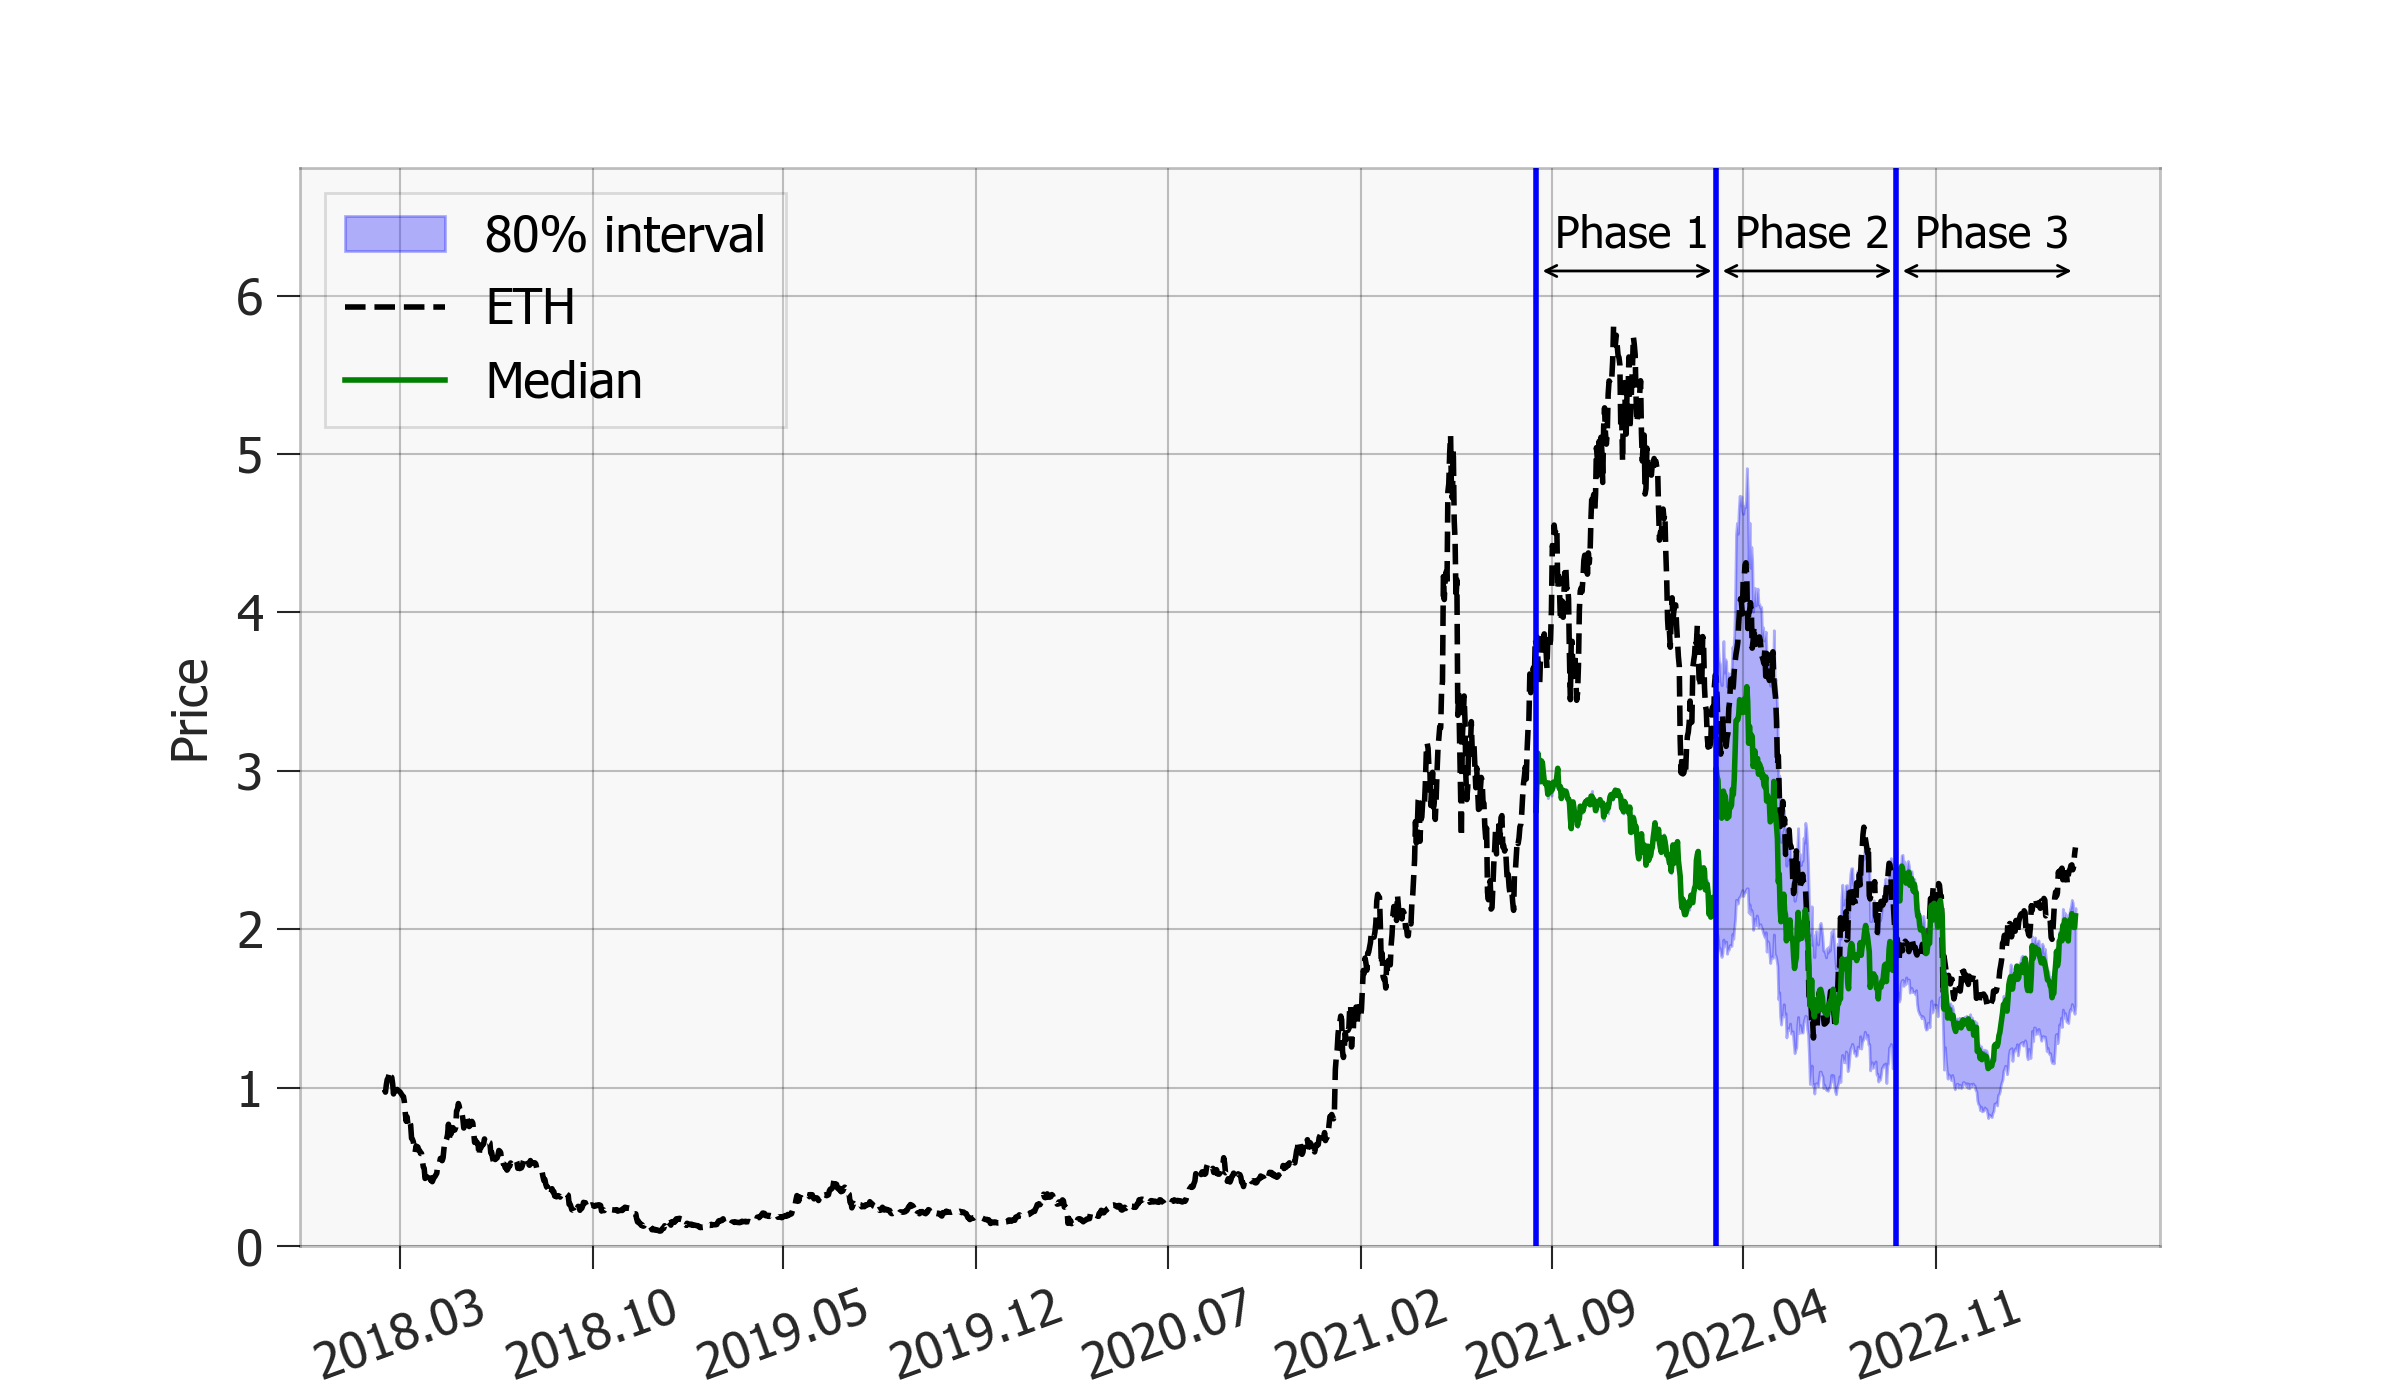 80% interval
ETH
Median
Phase 1
Phase 2
Phase 3
6
5
4
3
2
1
0
Price
2018.03
2018.10
2019.05
2019.12
2020.07
2021.02
2021.09
2022.04
2022.11